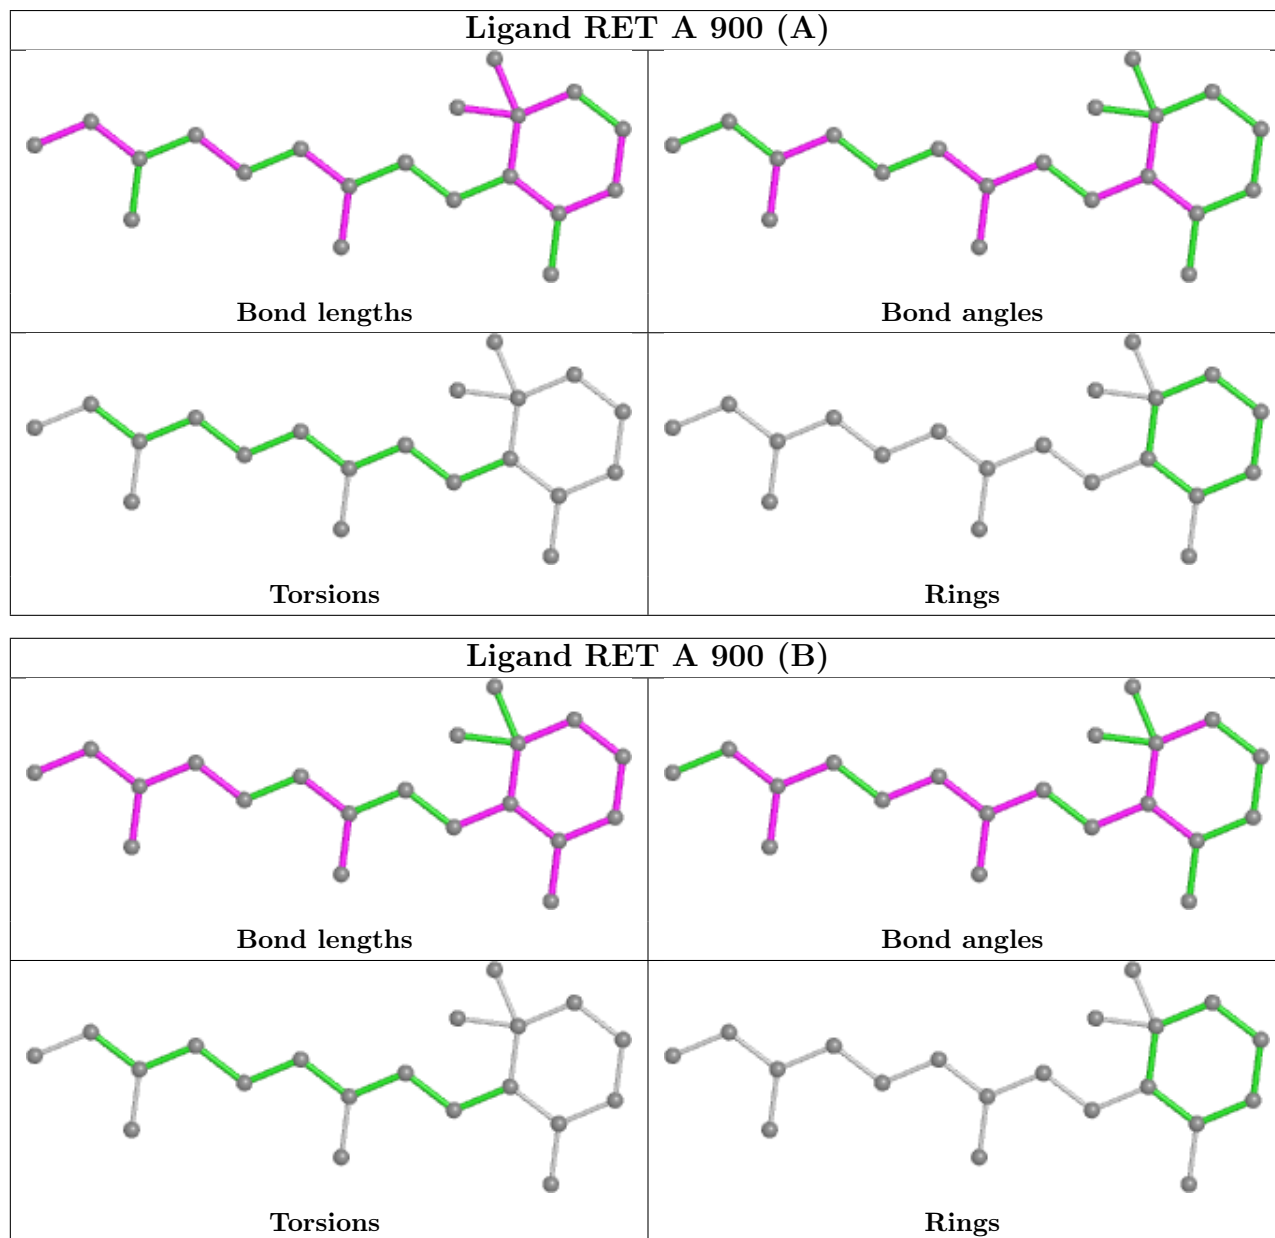 Ligand RET A 900 (A)
Bond lengths
Bond angles
Torsions
Rings
Ligand RET A 900 (B)
Bond lengths
Bond angles
Torsions
Rings